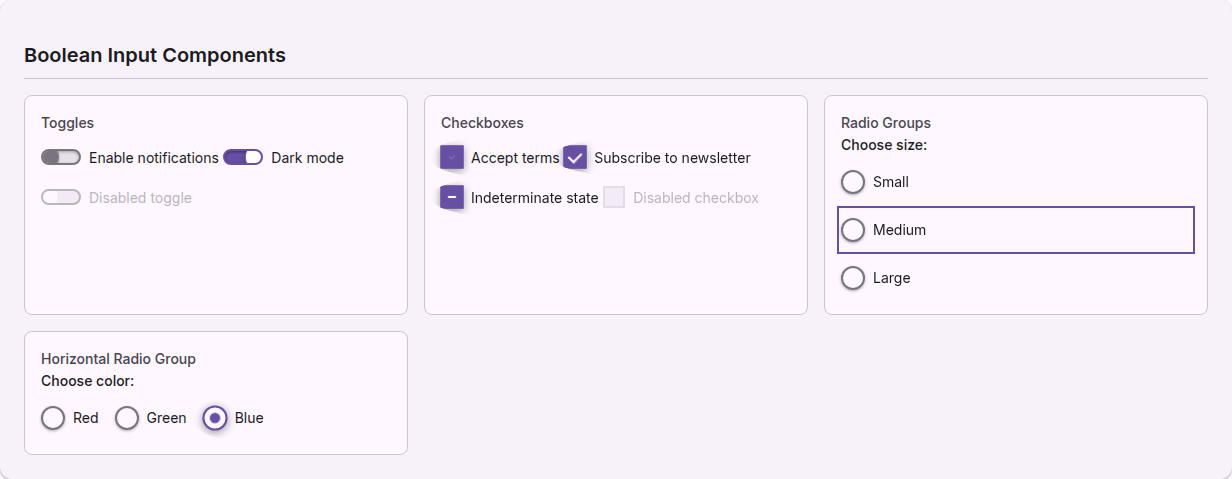 Boolean Input Components
Toggles
Enable notifications
Dark mode
Disabled toggle
Checkboxes
Accept terms
Subscribe to newsletter
Indeterminate state
Disabled checkbox
Radio Groups
Choose size:
Small
Medium
Large
Horizontal Radio Group
Choose color:
Red
Green
Blue